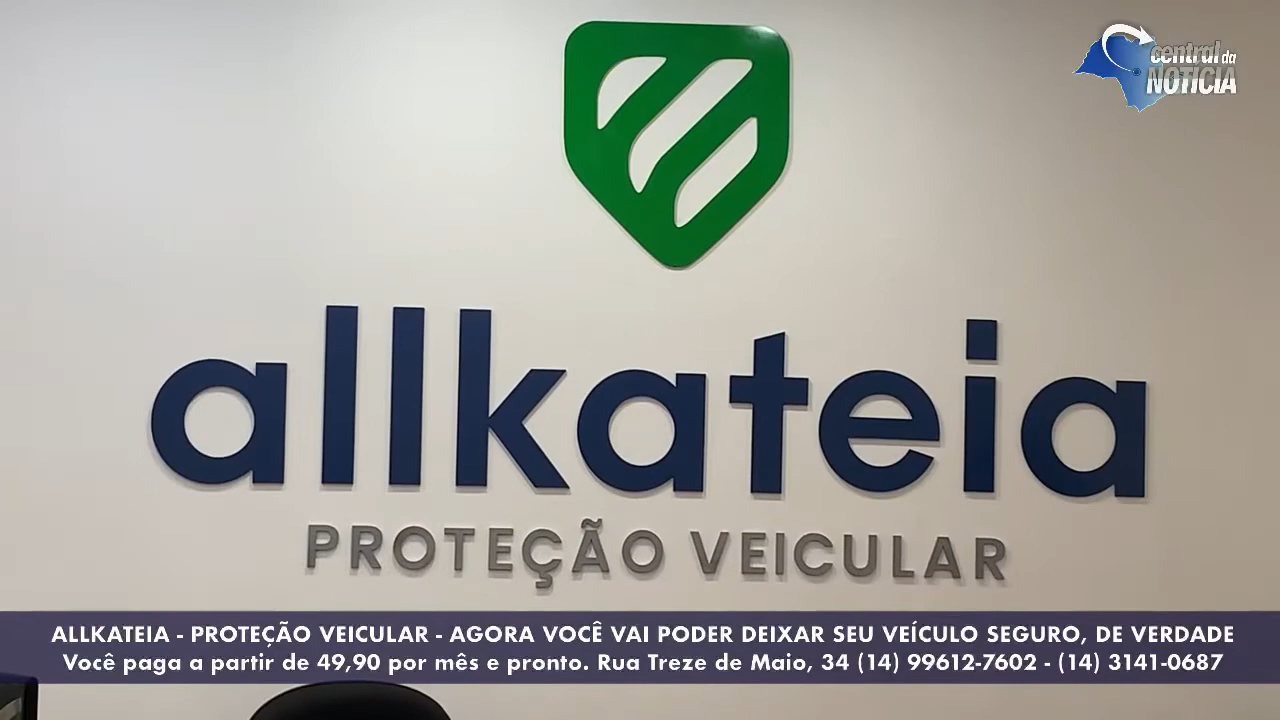 central da
NOTICIA
allkateia
PROTEÇÃO VEICULAR
ALLKATEIA - PROTEÇÃO VEICULAR - AGORA VOCÊ VAI PODER DEIXAR SEU VEÍCULO SEGURO, DE VERDADE
Você paga a partir de 49,90 por mês e pronto. Rua Treze de Maio, 34 (14) 99612-7602 - (14) 3141-0687